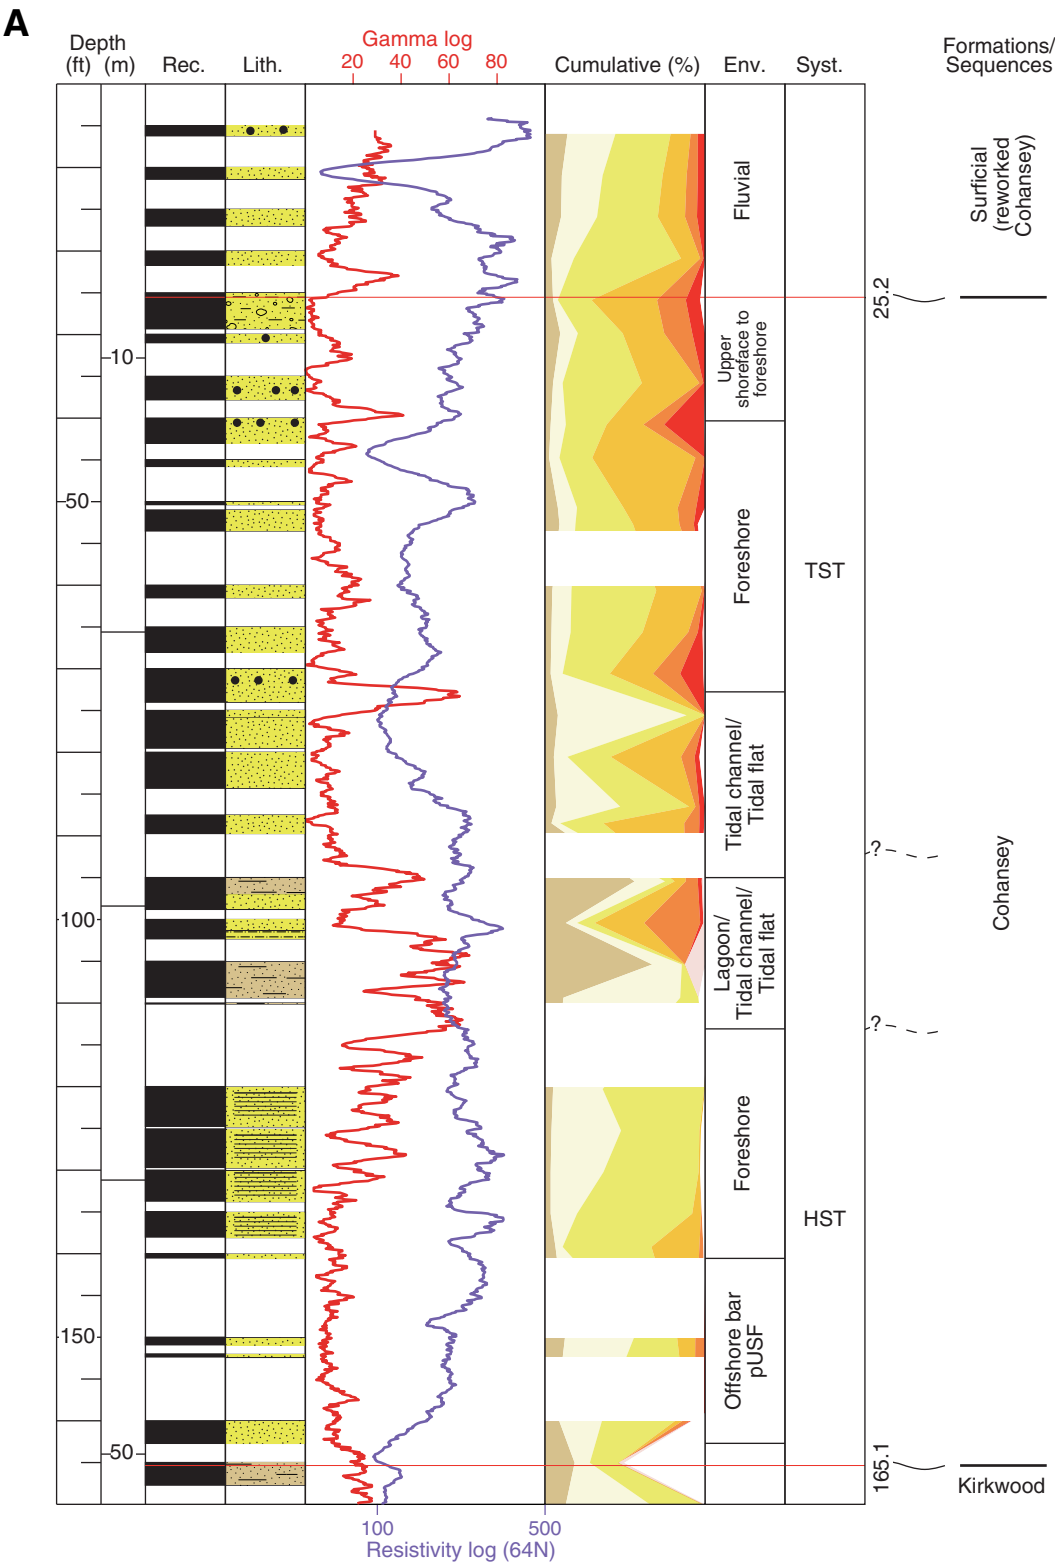 A
Depth
(ft) (m)
Rec.
Lith.
Gamma log
20 40 60 80
Cumulative (%)
Env.
Syst.
Formations/
Sequences
Fluvial
Surficial
(reworked
Cohansey)
25.2
10
Upper
shoreface to
foreshore
50
Foreshore
TST
Tidal channel/
Tidal flat
?
Cohansey
100
Lagoon/
Tidal channel/
Tidal flat
?
Foreshore
HST
150
Offshore bar
pUSF
50
165.1
Kirkwood
100 500
Resistivity log (64N)